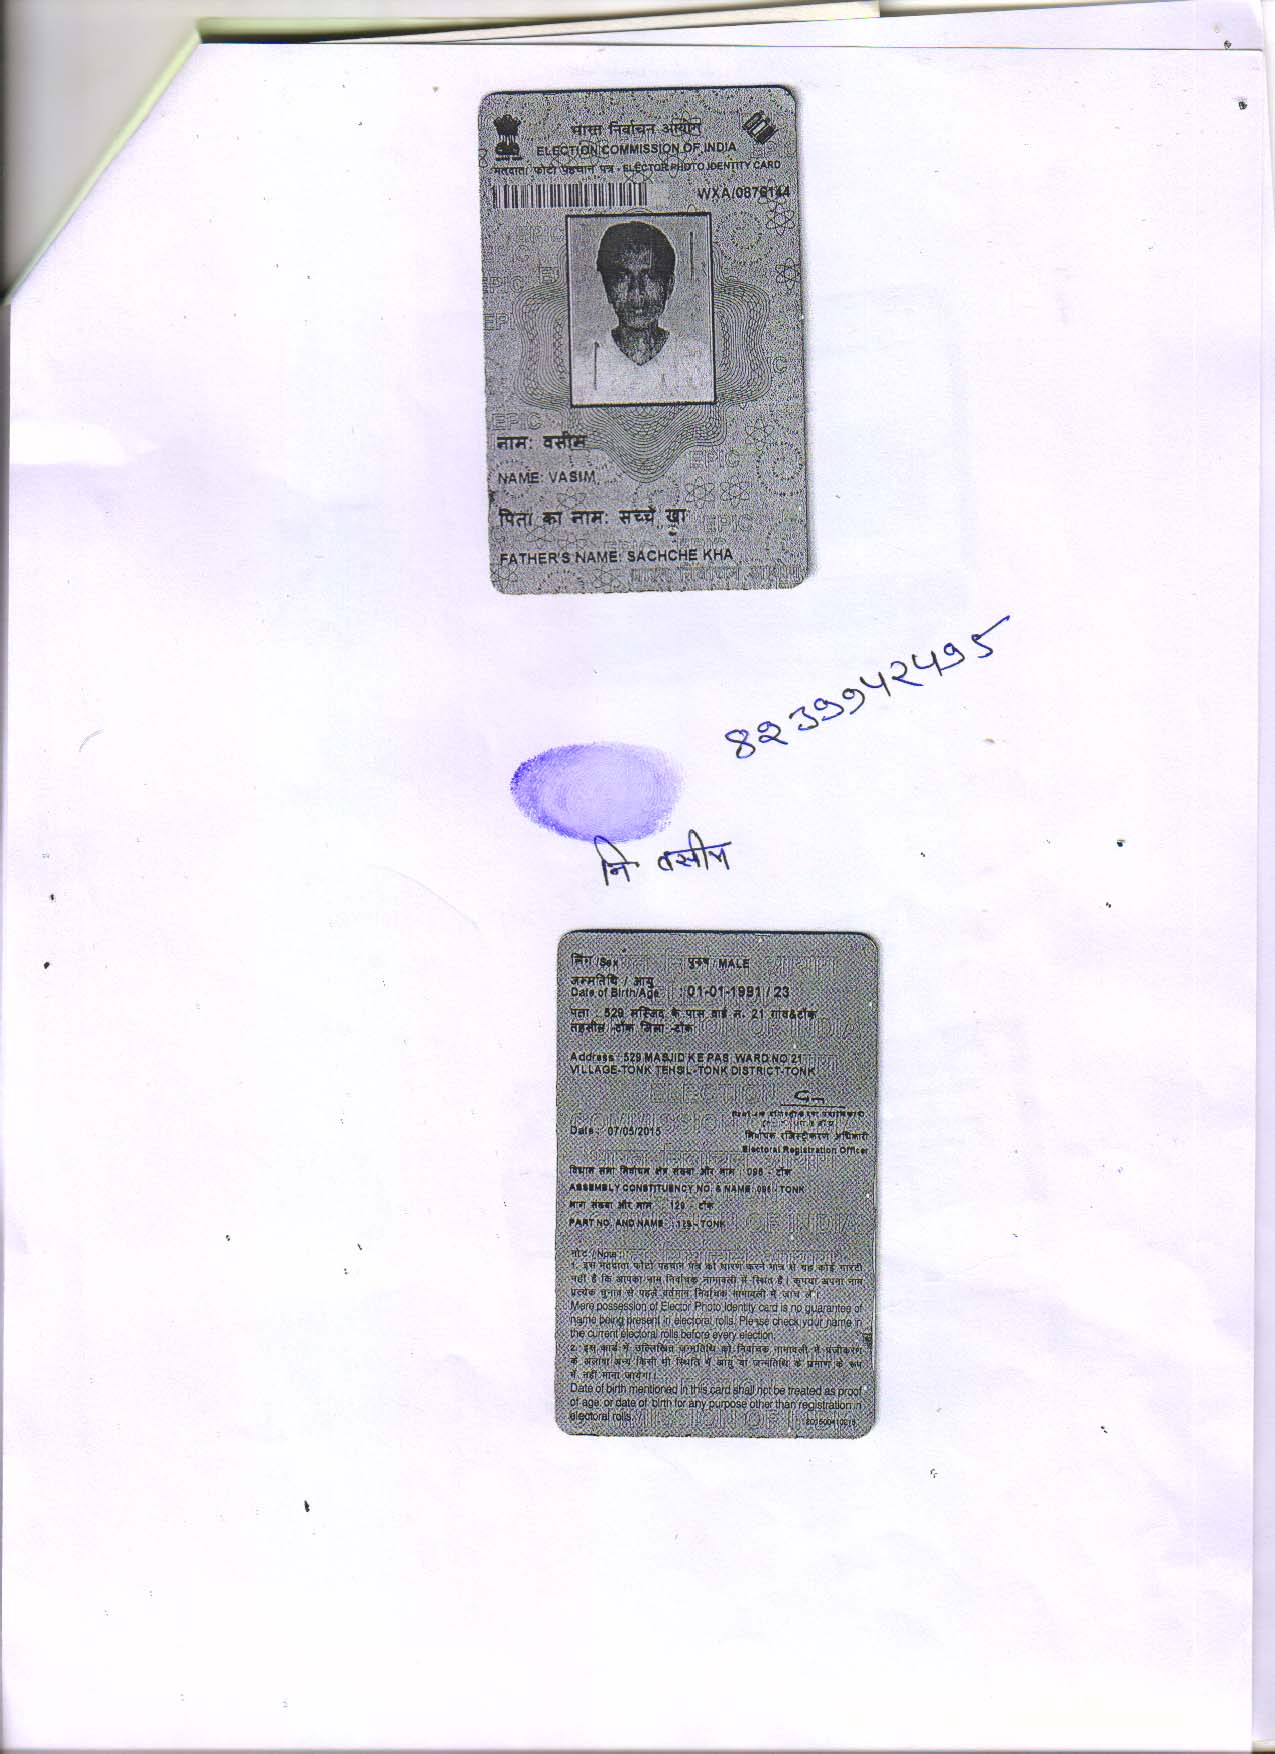 भारत निर्वाचन आयोग
ELECTION COMMISSION OF INDIA
मतदाता फोटो पहचान पत्र - ELECTOR PHOTO IDENTITY CARD
WXA/0876144
नाम: वसीम
NAME: VASIM
पिता का नाम: सच्चे खा
FATHER'S NAME: SACHCHE KHA
8239942495
नि वसीम
लिंग /Sex : पुरुष / MALE
जन्मतिथि / आयु
Date of Birth/Age : 01-01-1991 / 23
पता : 529 मस्जिद के पास वार्ड न. 21 गांव&टोंक
तहसील -टोंक जिला -टोंक
Address : 529 MASJID KE PAS WARD NO 21
VILLAGE-TONK TEHSIL-TONK DISTRICT-TONK
Date : 07/05/2015
निर्वाचक रजिस्ट्रीकरण अधिकारी
Electoral Registration Officer
विधान सभा निर्वाचन क्षेत्र संख्या और नाम : 096 - टोंक
ASSEMBLY CONSTITUENCY NO. & NAME: 096 - TONK
भाग संख्या और नाम : 129 - टोंक
PART NO. AND NAME : 129 - TONK
नोट / Note :
1. इस मतदाता फोटो पहचान पत्र को धारण करने मात्र से यह कोई गारंटी
नहीं है कि आपका नाम निर्वाचक नामावली में स्थित है। कृपया अपना नाम
प्रत्येक चुनाव से पहले वर्तमान निर्वाचक नामावली में जांच लें।
Mere possession of Elector Photo Identity card is no guarantee of
name being present in electoral rolls. Please check your name in
the current electoral rolls before every election.
2. इस कार्ड में उल्लिखित जन्मतिथि को निर्वाचक नामावली में पंजीकरण
के अलावा अन्य किसी भी स्थिति में आयु या जन्मतिथि के प्रमाण के रूप
में नहीं माना जायेगा।
Date of birth mentioned in this card shall not be treated as proof
of age or date of birth for any purpose other than registration in
electoral rolls.